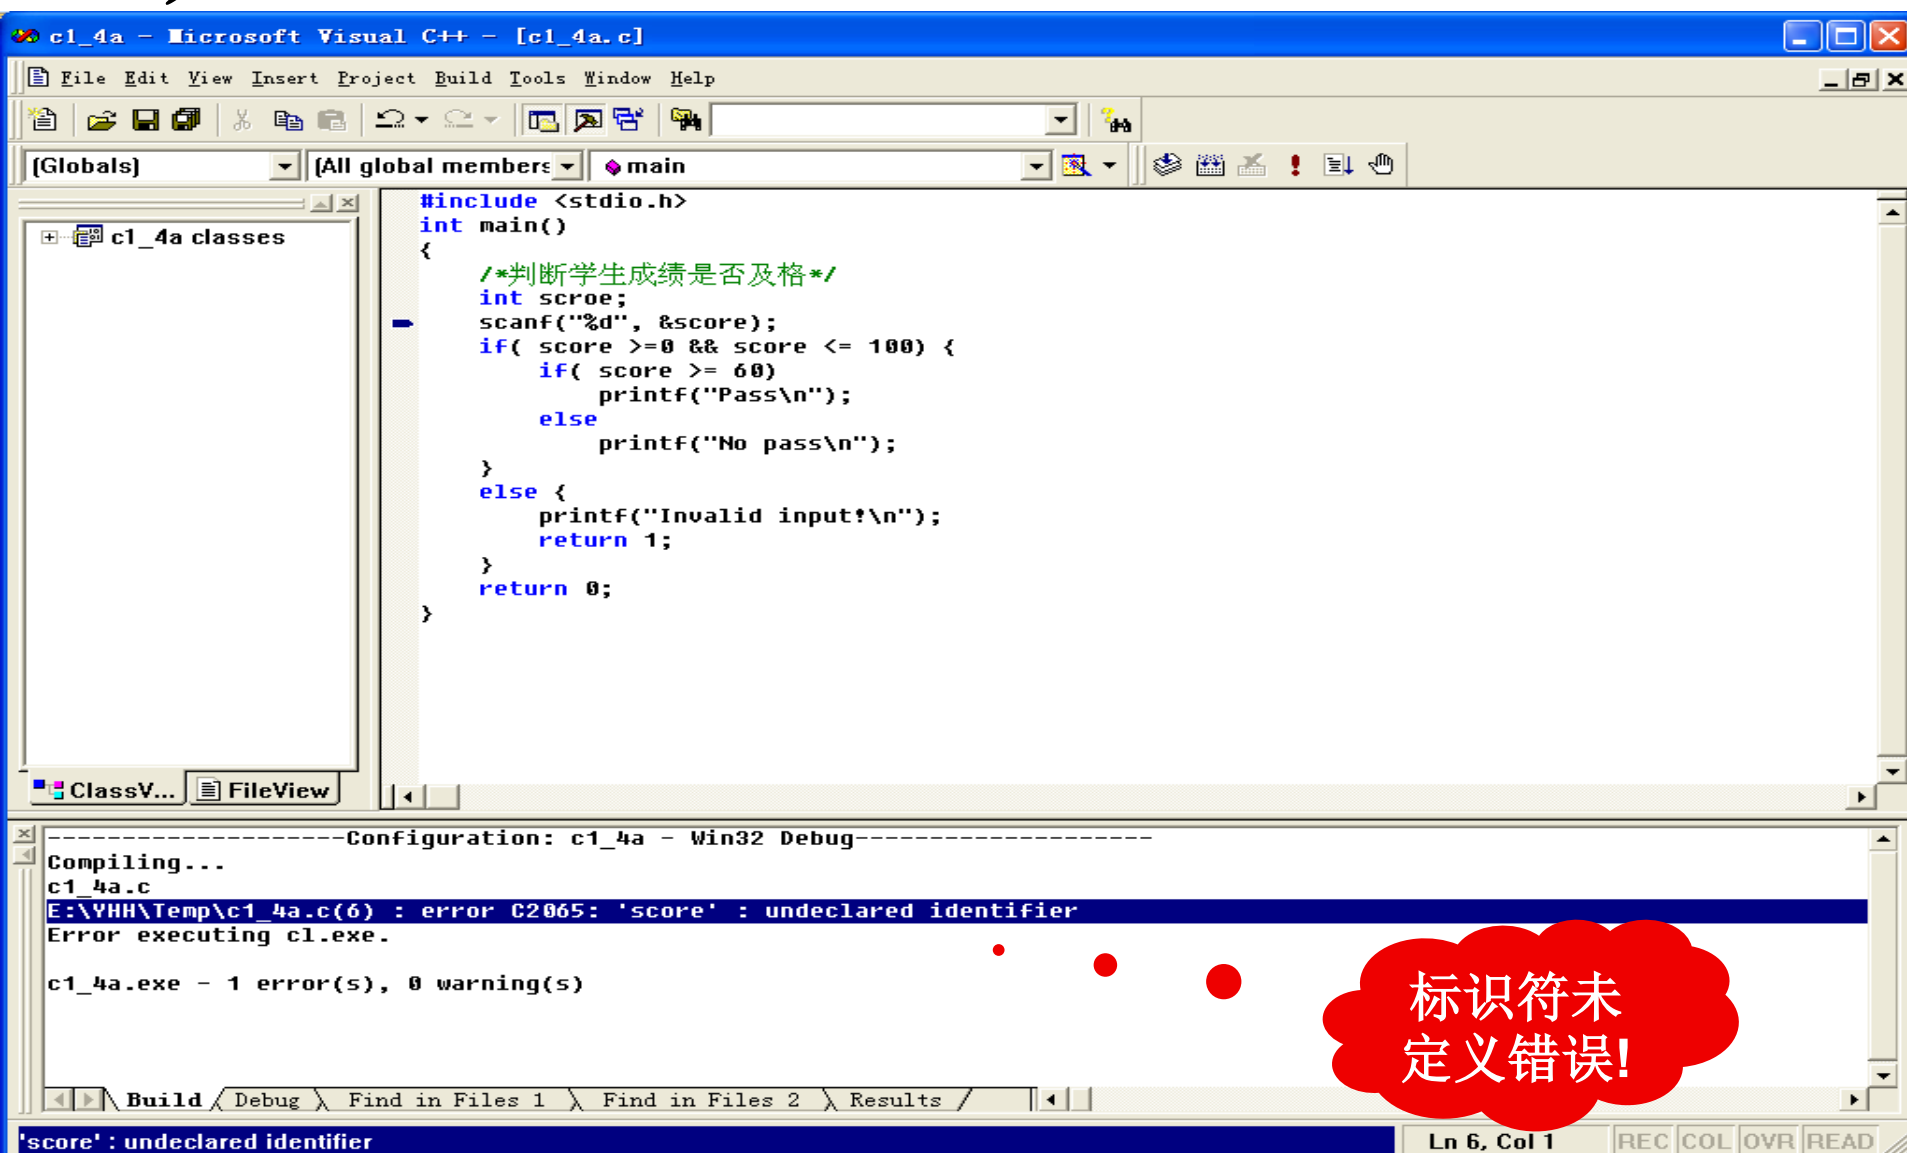 c1_4a - Microsoft Visual C++ - [c1_4a.c]
File Edit View Insert Project Build Tools Window Help
(Globals) (All global members main
c1_4a classes
#include <stdio.h>
int main()
{
/*判断学生成绩是否及格*/
int scroe;
scanf("%d", &score);
if( score >=0 && score <= 100) {
if( score >= 60)
printf("Pass\n");
else
printf("No pass\n");
}
else {
printf("Invalid input!\n");
return 1;
}
return 0;
}
ClassV... FileView
--------------------Configuration: c1_4a - Win32 Debug--------------------
Compiling...
c1_4a.c
E:\YHH\Temp\c1_4a.c(6) : error C2065: 'score' : undeclared identifier
Error executing cl.exe.
c1_4a.exe - 1 error(s), 0 warning(s)
标识符未
定义错误!
Build Debug Find in Files 1 Find in Files 2 Results
'score' : undeclared identifier
Ln 6, Col 1 REC COL OVR READ